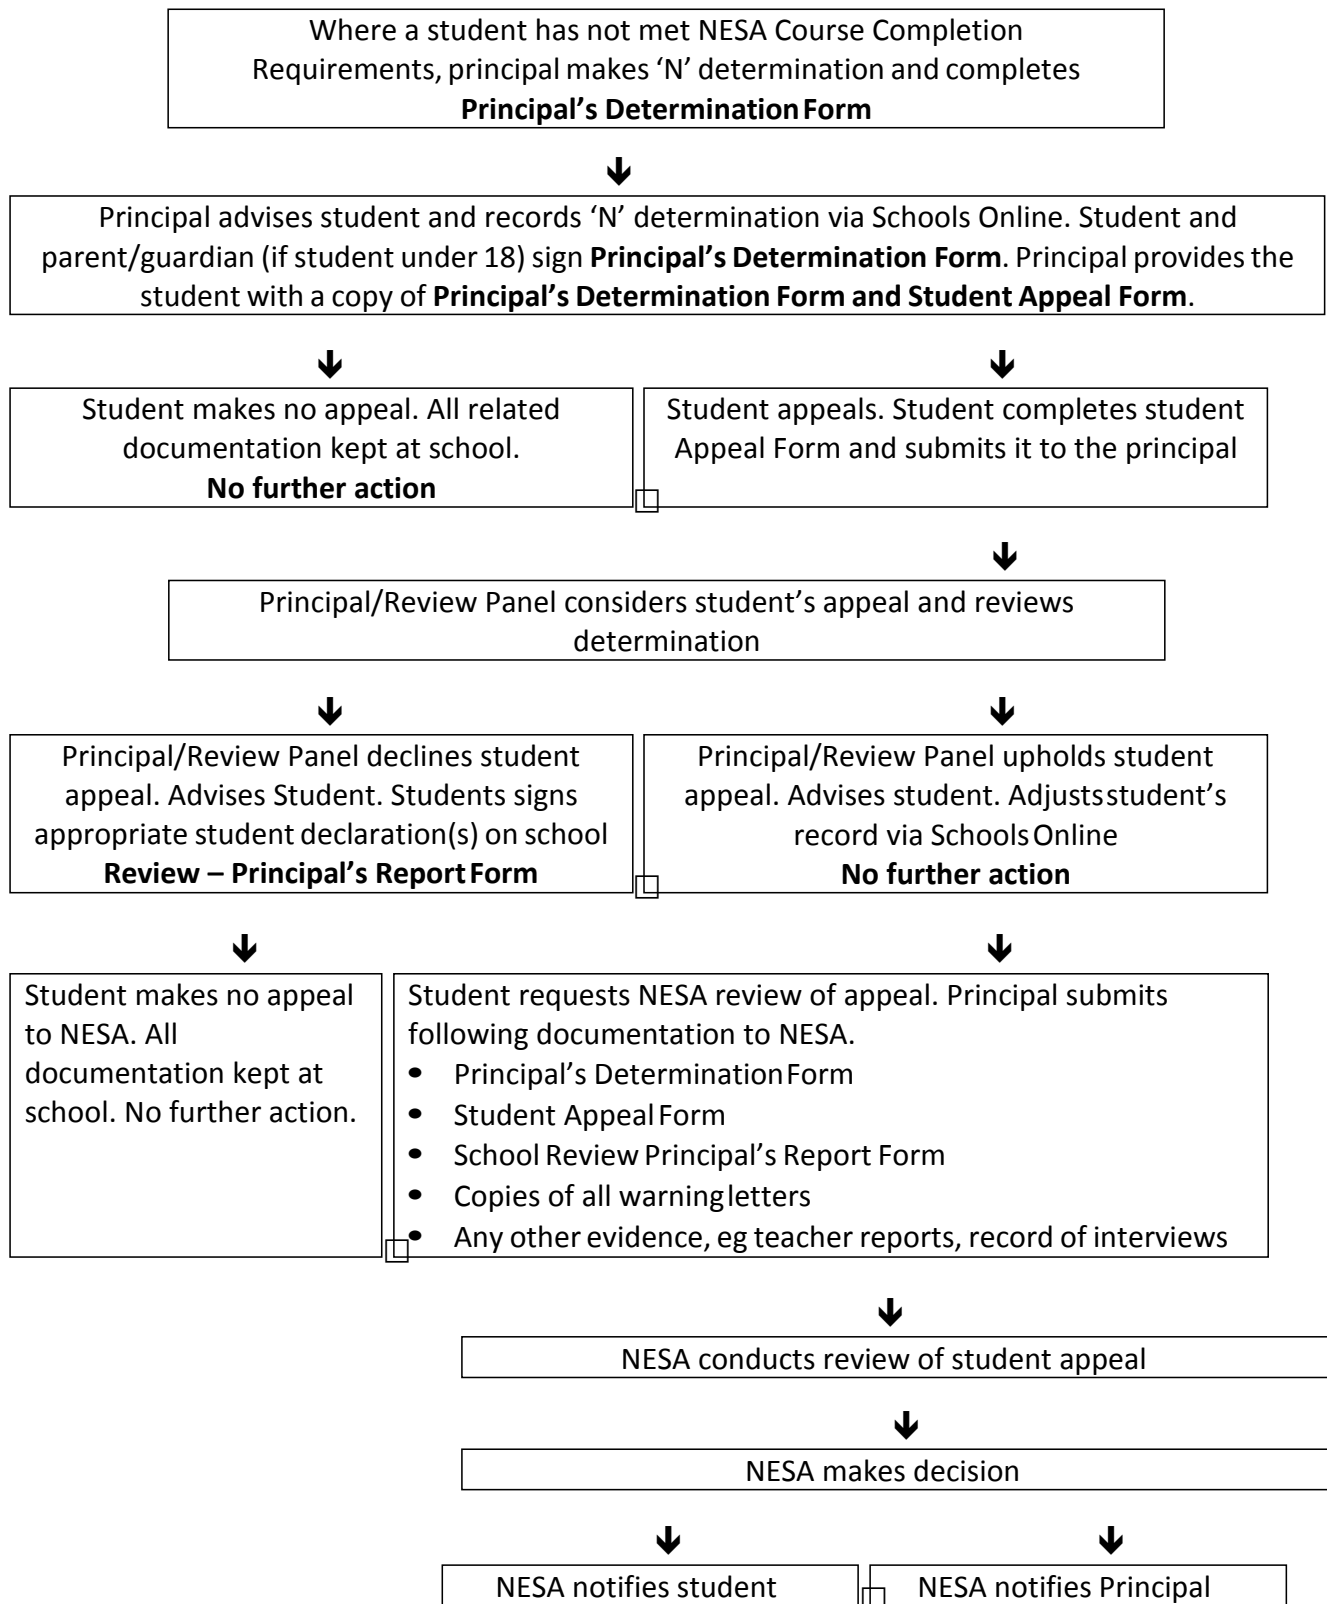 Where a student has not met NESA Course Completion
Requirements, principal makes ‘N’ determination and completes
Principal’s Determination Form
Principal advises student and records ‘N’ determination via Schools Online. Student and
parent/guardian (if student under 18) sign Principal’s Determination Form. Principal provides the
student with a copy of Principal’s Determination Form and Student Appeal Form.
Student makes no appeal. All related
documentation kept at school.
No further action
Student appeals. Student completes student
Appeal Form and submits it to the principal
Principal/Review Panel considers student’s appeal and reviews
determination
Principal/Review Panel declines student
appeal. Advises Student. Students signs
appropriate student declaration(s) on school
Review – Principal’s Report Form
Principal/Review Panel upholds student
appeal. Advises student. Adjusts student’s
record via Schools Online
No further action
Student makes no appeal
to NESA. All
documentation kept at
school. No further action.
Student requests NESA review of appeal. Principal submits
following documentation to NESA.
• Principal’s Determination Form
• Student Appeal Form
• School Review Principal’s Report Form
• Copies of all warning letters
• Any other evidence, eg teacher reports, record of interviews
NESA conducts review of student appeal
NESA makes decision
NESA notifies student
NESA notifies Principal